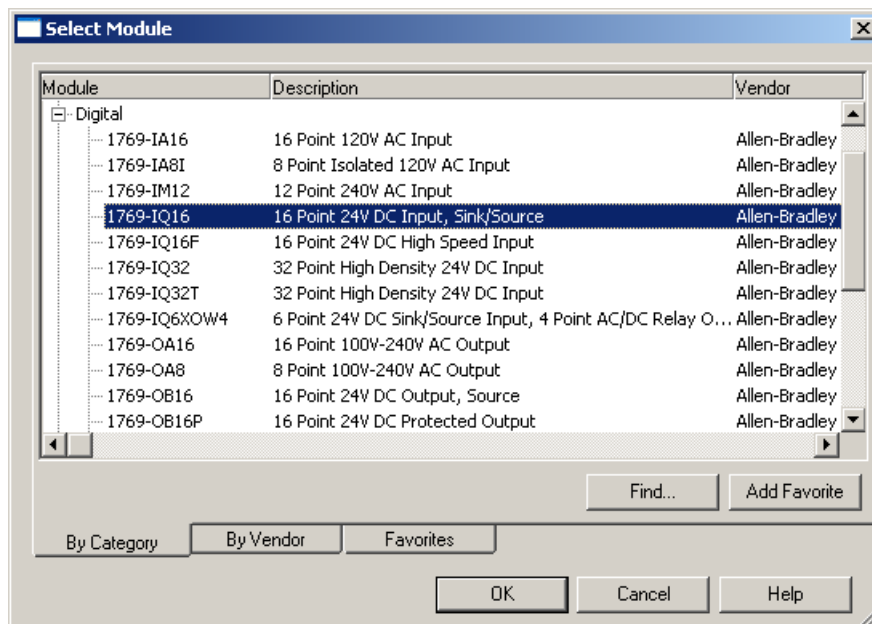 Select Module
Module Description Vendor
Digital
1769-IA16 16 Point 120V AC Input Allen-Bradley
1769-IA8I 8 Point Isolated 120V AC Input Allen-Bradley
1769-IM12 12 Point 240V AC Input Allen-Bradley
1769-IQ16 16 Point 24V DC Input, Sink/Source Allen-Bradley
1769-IQ16F 16 Point 24V DC High Speed Input Allen-Bradley
1769-IQ32 32 Point High Density 24V DC Input Allen-Bradley
1769-IQ32T 32 Point High Density 24V DC Input Allen-Bradley
1769-IQ6XOW4 6 Point 24V DC Sink/Source Input, 4 Point AC/DC Relay O... Allen-Bradley
1769-OA16 16 Point 100V-240V AC Output Allen-Bradley
1769-OA8 8 Point 100V-240V AC Output Allen-Bradley
1769-OB16 16 Point 24V DC Output, Source Allen-Bradley
1769-OB16P 16 Point 24V DC Protected Output Allen-Bradley
Find... Add Favorite
By Category By Vendor Favorites
OK Cancel Help